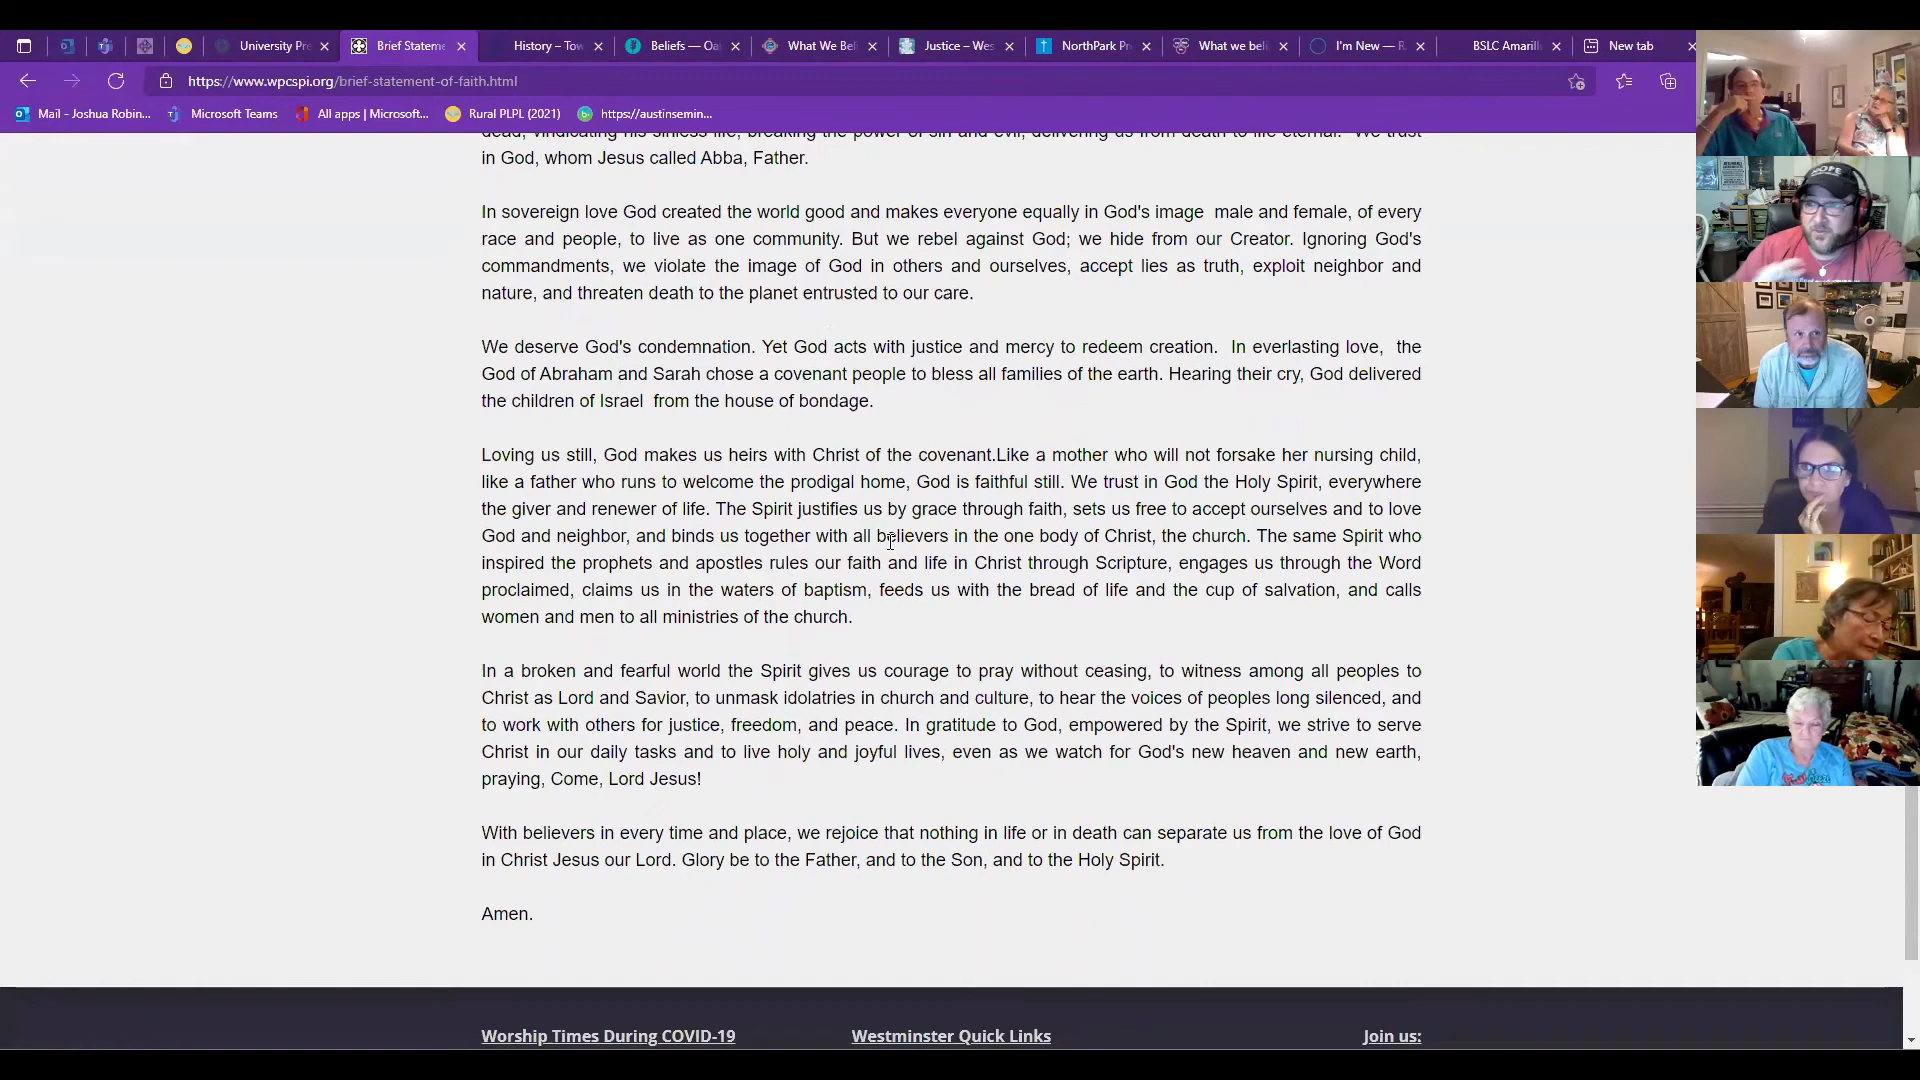 University Pre
Brief Stateme
History – Tow
Beliefs — Oa
What We Beli
Justice – Wes
NorthPark Pr
What we beli
I'm New — R
BSLC Amarill
New tab
https://www.wpcspi.org/brief-statement-of-faith.html
Mail - Joshua Robin...
Microsoft Teams
All apps | Microsoft...
Rural PLPL (2021)
https://austinsemin...
dead, vindicating his sinless life, breaking the power of sin and evil, delivering us from death to life eternal. We trust
in God, whom Jesus called Abba, Father.
In sovereign love God created the world good and makes everyone equally in God's image male and female, of every
race and people, to live as one community. But we rebel against God; we hide from our Creator. Ignoring God's
commandments, we violate the image of God in others and ourselves, accept lies as truth, exploit neighbor and
nature, and threaten death to the planet entrusted to our care.
We deserve God's condemnation. Yet God acts with justice and mercy to redeem creation. In everlasting love, the
God of Abraham and Sarah chose a covenant people to bless all families of the earth. Hearing their cry, God delivered
the children of Israel from the house of bondage.
Loving us still, God makes us heirs with Christ of the covenant.Like a mother who will not forsake her nursing child,
like a father who runs to welcome the prodigal home, God is faithful still. We trust in God the Holy Spirit, everywhere
the giver and renewer of life. The Spirit justifies us by grace through faith, sets us free to accept ourselves and to love
God and neighbor, and binds us together with all believers in the one body of Christ, the church. The same Spirit who
inspired the prophets and apostles rules our faith and life in Christ through Scripture, engages us through the Word
proclaimed, claims us in the waters of baptism, feeds us with the bread of life and the cup of salvation, and calls
women and men to all ministries of the church.
In a broken and fearful world the Spirit gives us courage to pray without ceasing, to witness among all peoples to
Christ as Lord and Savior, to unmask idolatries in church and culture, to hear the voices of peoples long silenced, and
to work with others for justice, freedom, and peace. In gratitude to God, empowered by the Spirit, we strive to serve
Christ in our daily tasks and to live holy and joyful lives, even as we watch for God's new heaven and new earth,
praying, Come, Lord Jesus!
With believers in every time and place, we rejoice that nothing in life or in death can separate us from the love of God
in Christ Jesus our Lord. Glory be to the Father, and to the Son, and to the Holy Spirit.
Amen.
Worship Times During COVID-19
Westminster Quick Links
Join us: